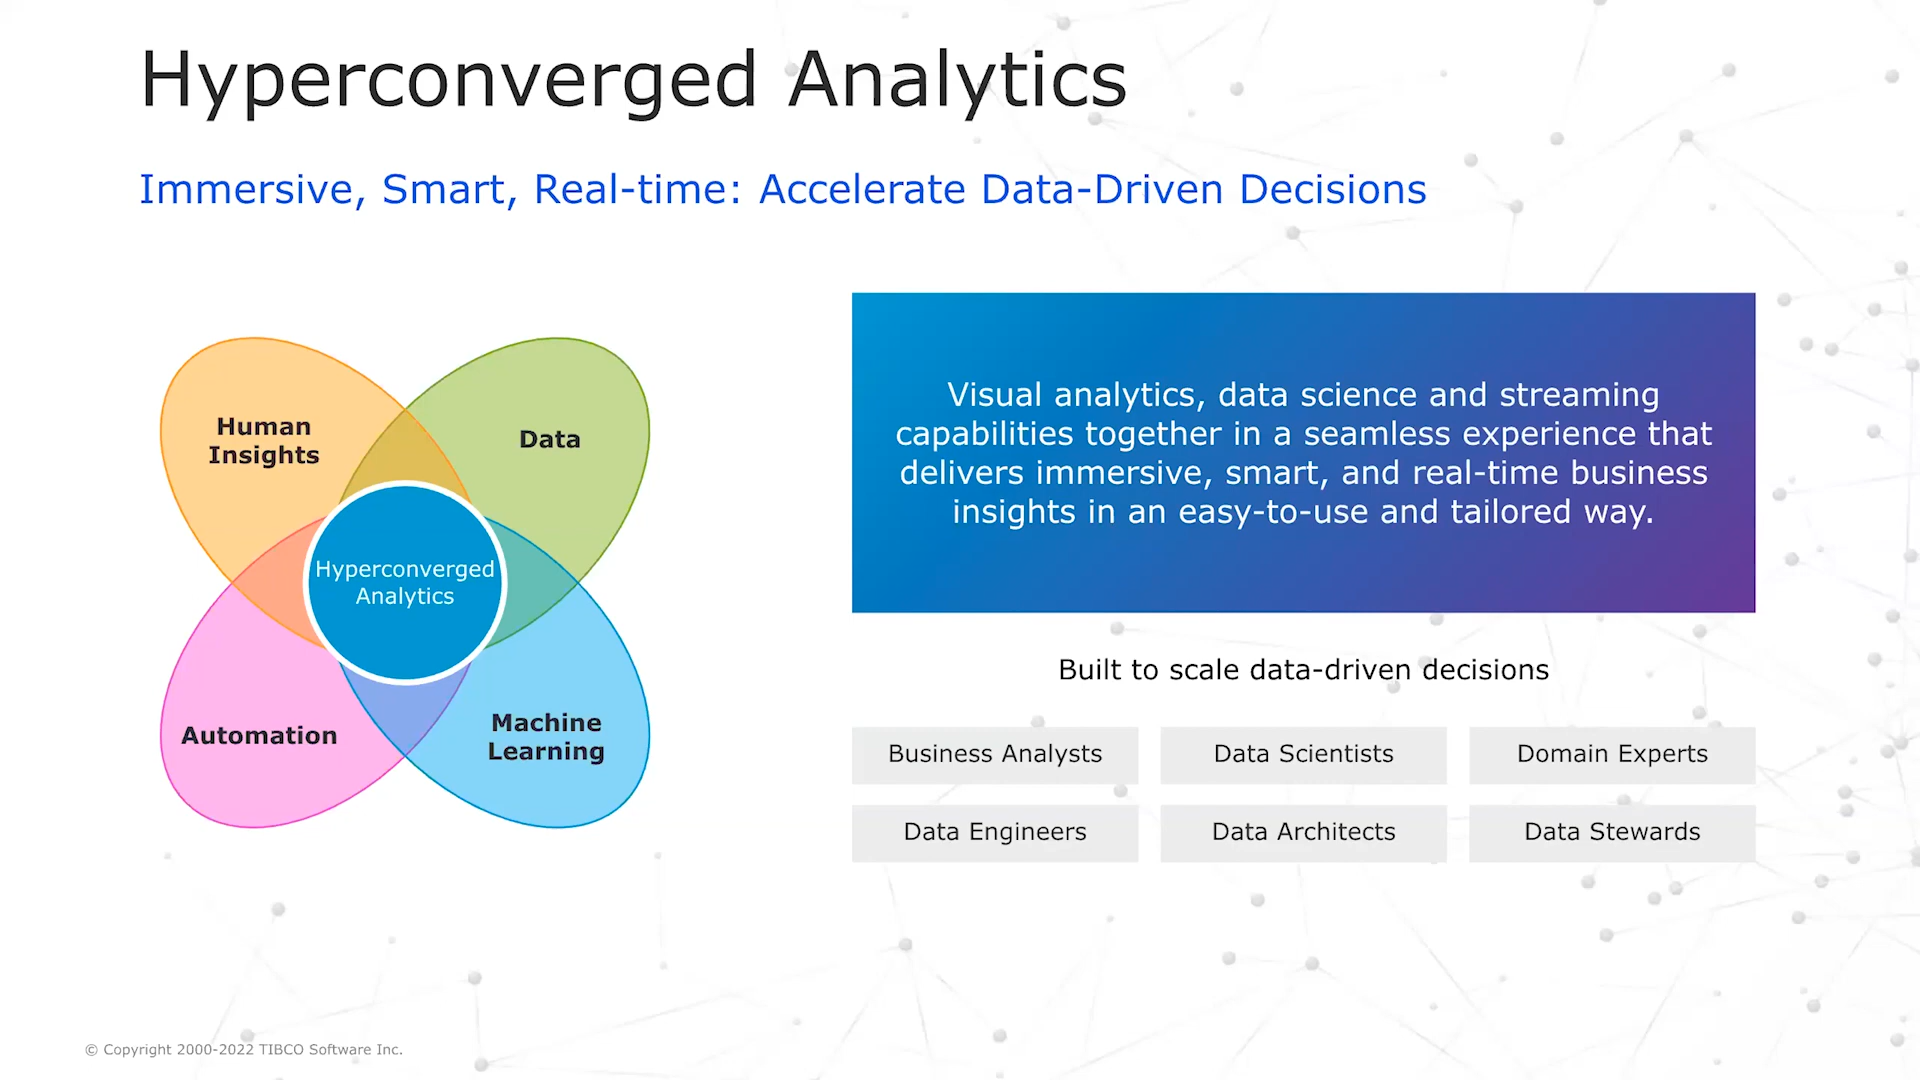 Hyperconverged Analytics
Immersive, Smart, Real-time: Accelerate Data-Driven Decisions
Human
Insights
Data
Hyperconverged
Analytics
Automation
Machine
Learning
Visual analytics, data science and streaming
capabilities together in a seamless experience that
delivers immersive, smart, and real-time business
insights in an easy-to-use and tailored way.
Built to scale data-driven decisions
Business Analysts
Data Scientists
Domain Experts
Data Engineers
Data Architects
Data Stewards
© Copyright 2000-2022 TIBCO Software Inc.